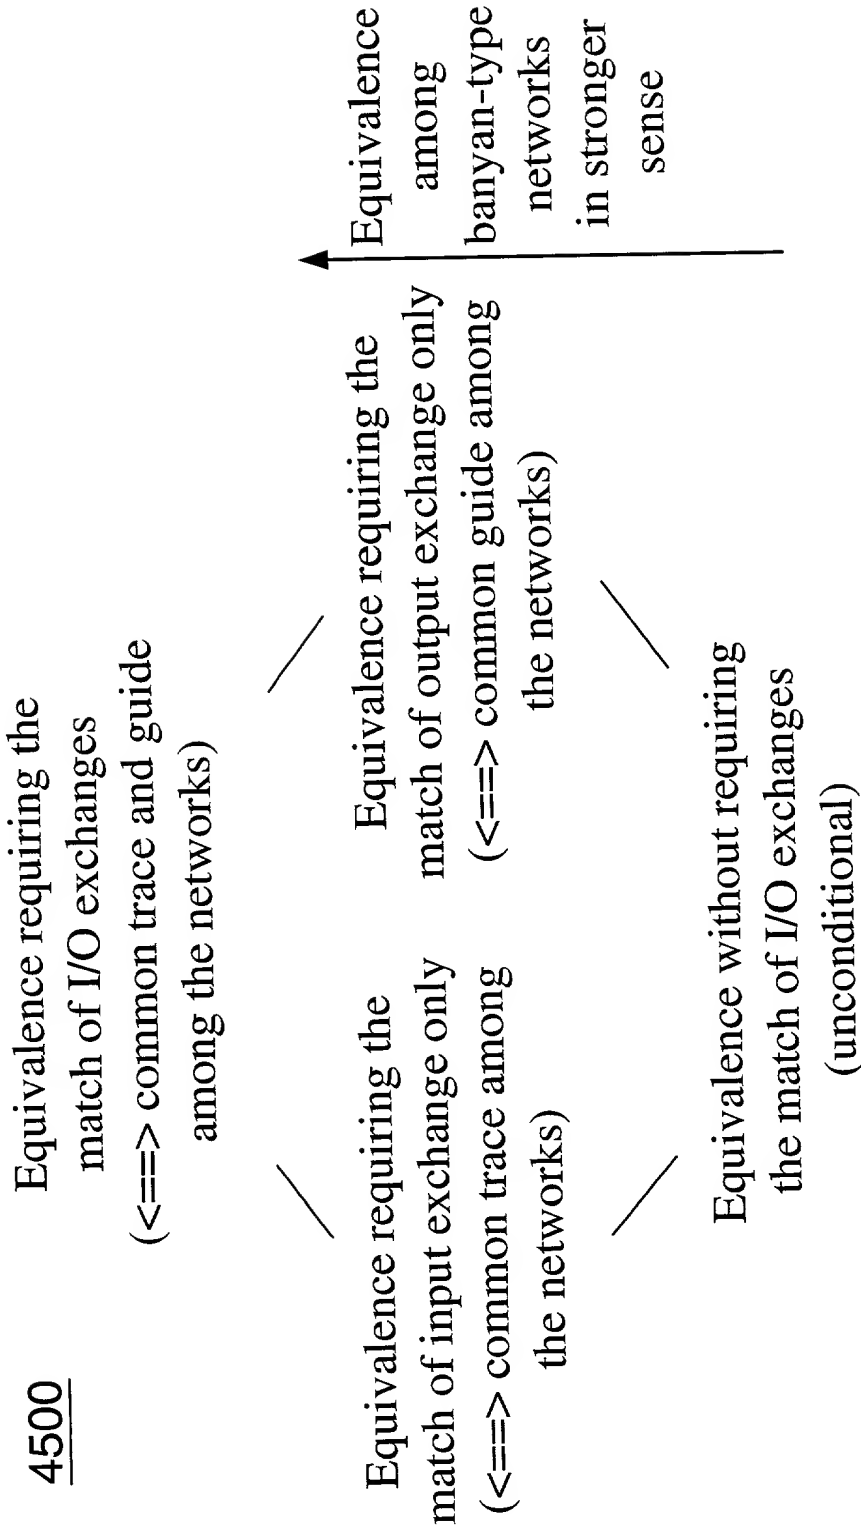 4500
Equivalence requiring the
match of I/O exchanges
(<==> common trace and guide
among the networks)
Equivalence requiring the
match of input exchange only
(<==> common trace among
the networks)
Equivalence requiring the
match of output exchange only
(<==> common guide among
the networks)
Equivalence
among
banyan-type
networks
in stronger
sense
Equivalence without requiring
the match of I/O exchanges
(unconditional)